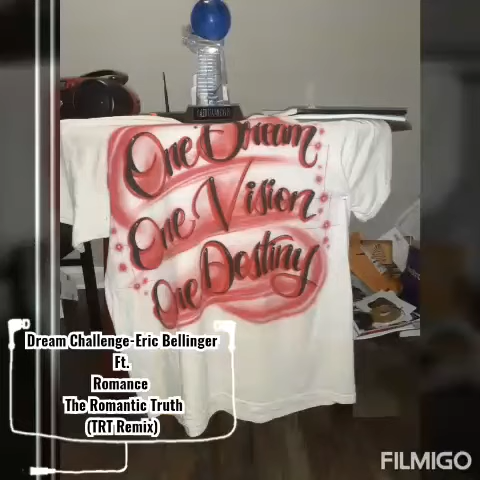 One Dream
One Vision
One Destiny
Dream Challenge-Eric Bellinger
Ft.
Romance
The Romantic Truth
(TRT Remix)
FILMIGO